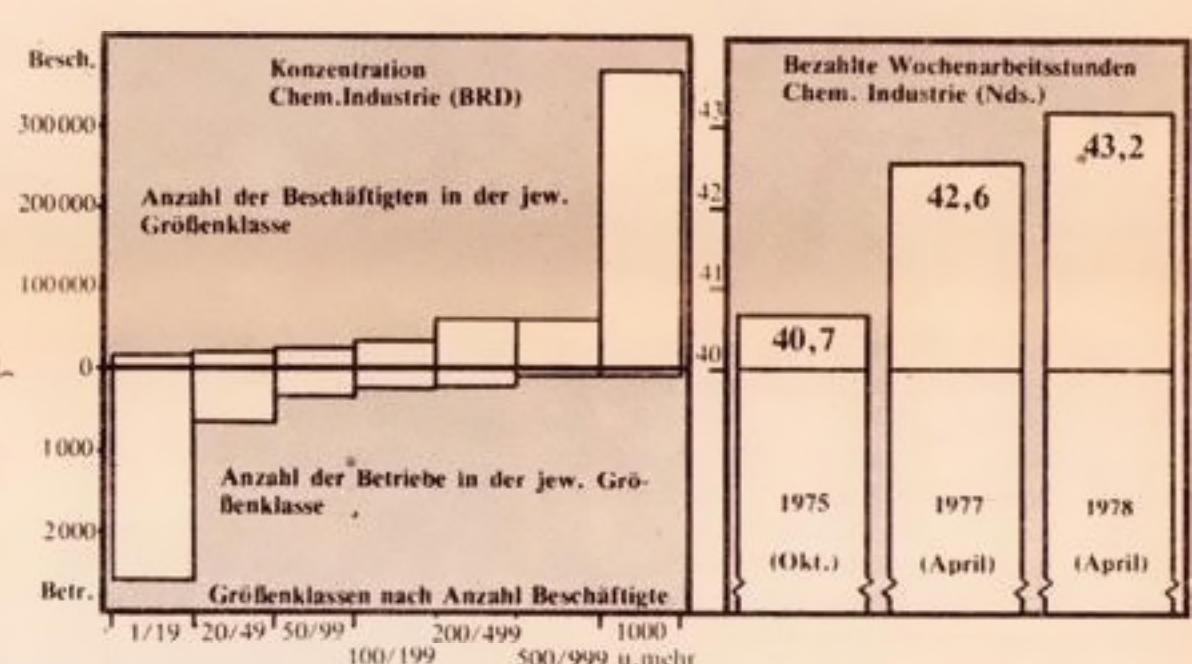 Besch.
300000
200000
100000
0
1000
2000
Betr.
Konzentration
Chem.Industrie (BRD)
Anzahl der Beschäftigten in der jew.
Größenklasse
Anzahl der Betriebe in der jew. Grö-
ßenklasse
Größenklassen nach Anzahl Beschäftigte
1/19 20/49 50/99 200/499 1000
100/199 500/999 u.mehr
Bezahlte Wochenarbeitsstunden
Chem. Industrie (Nds.)
43
42
41
40
40,7
42,6
43,2
1975 1977 1978
(Okt.) (April) (April)